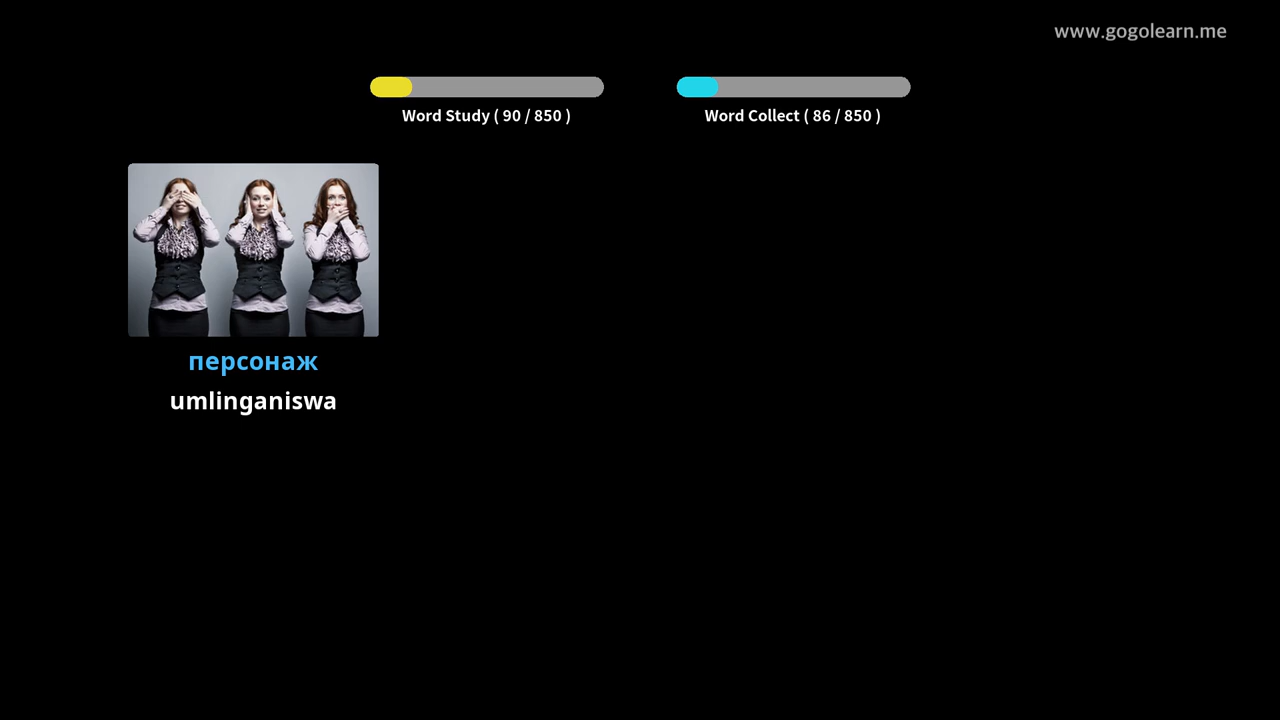 www.gogolearn.me
Word Study ( 90 / 850 )
Word Collect ( 86 / 850 )
персонаж
umlinganiswa